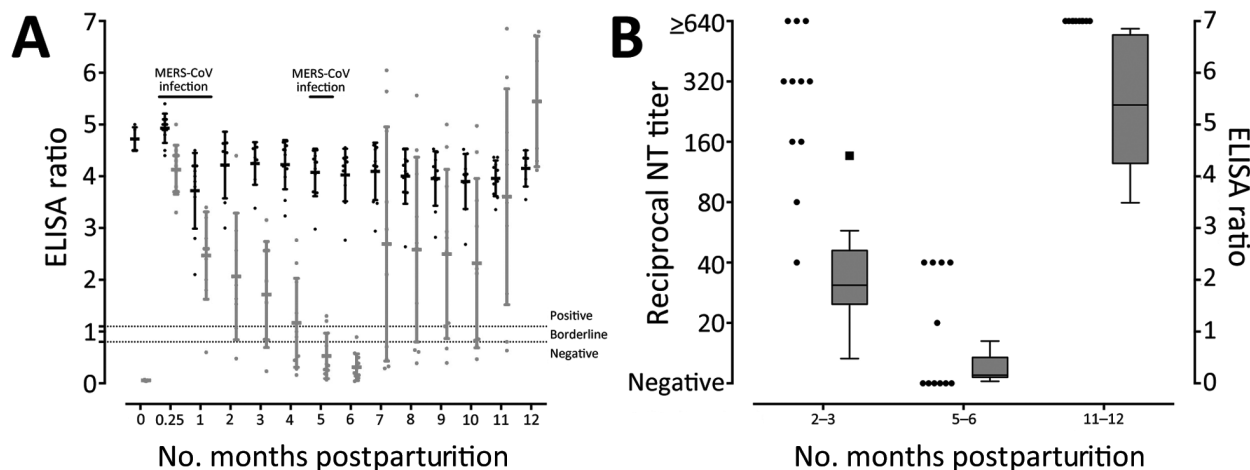 A
7
6
5
4
3
2
1
0
ELISA ratio
MERS-CoV
infection
MERS-CoV
infection
Positive
Borderline
Negative
0 0.25 1 2 3 4 5 6 7 8 9 10 11 12
No. months postparturition
B
≥640
320
160
80
40
20
Negative
Reciprocal NT titer
7
6
5
4
3
2
1
0
ELISA ratio
2–3 5–6 11–12
No. months postparturition